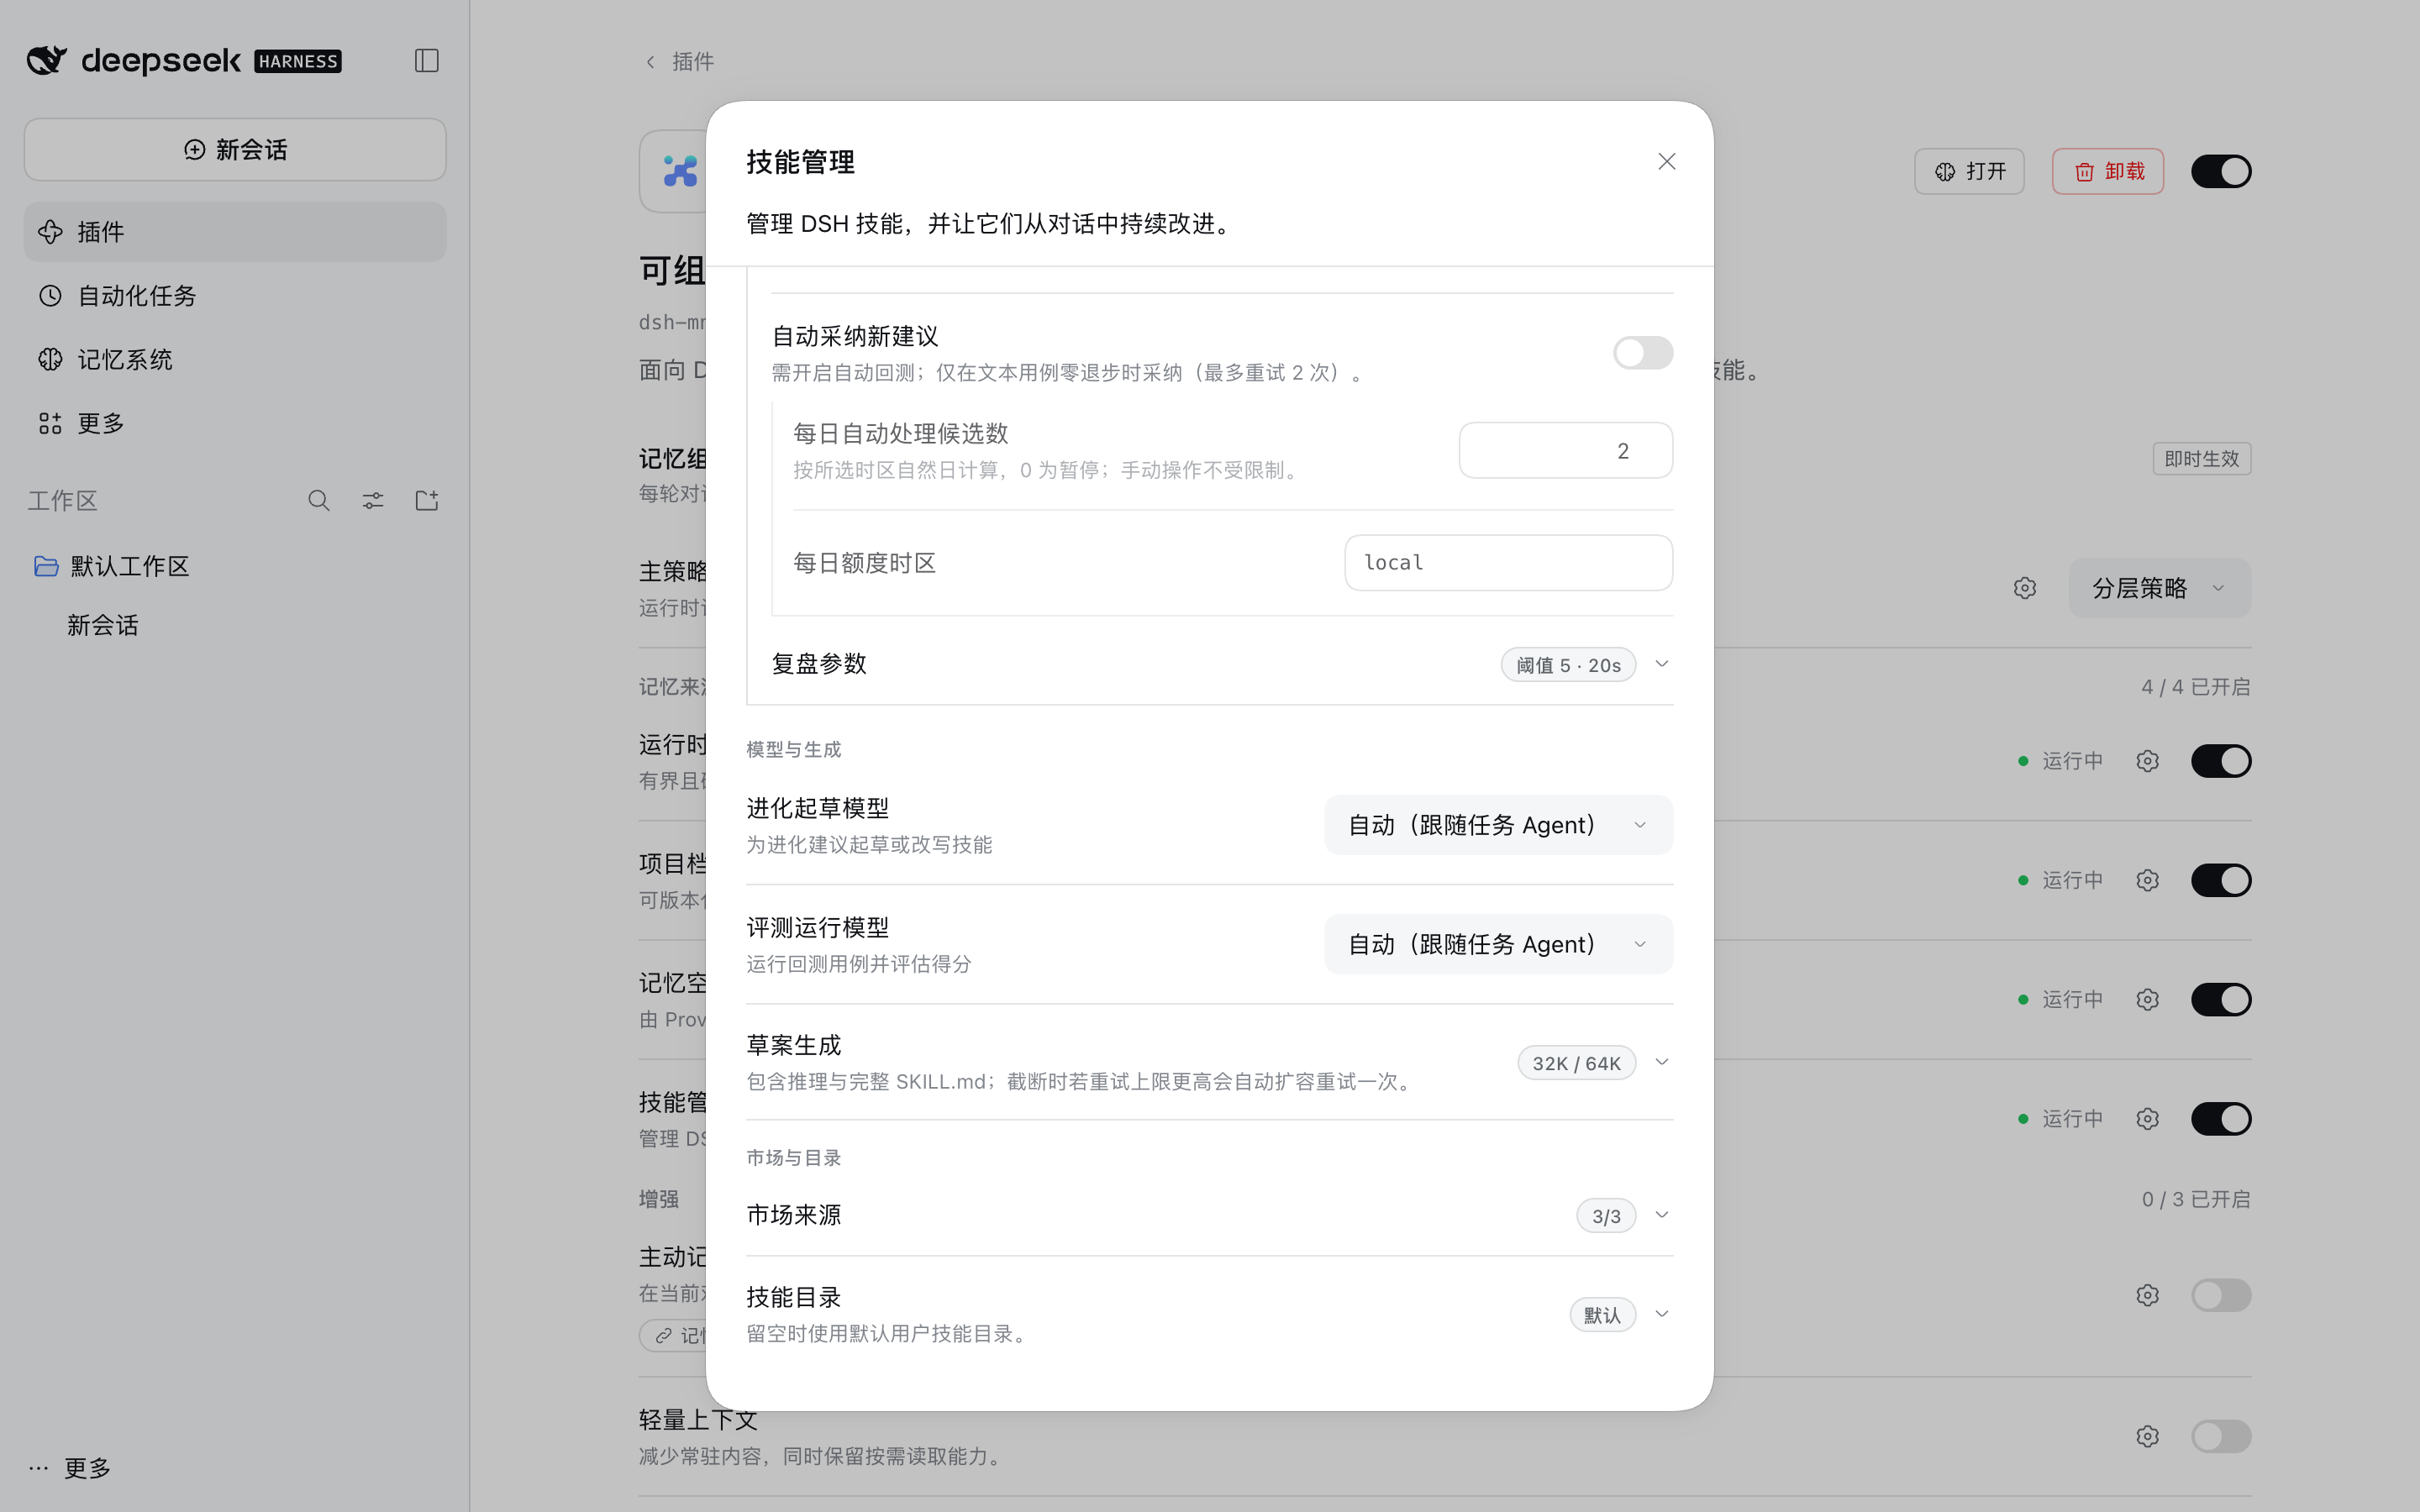 deepseek HARNESS
新会话
插件
自动化任务
记忆系统
更多
工作区
默认工作区
新会话
更多
插件
打开
卸载
可组
dsh-mr
面向 D
技能。
记忆组
每轮对
即时生效
主策略
运行时
分层策略
记忆来
4 / 4 已开启
运行时
有界且
运行中
项目档
可版本
运行中
记忆空
由 Prov
运行中
技能管
管理 DS
运行中
增强
0 / 3 已开启
主动记
在当前
记
轻量上下文
减少常驻内容，同时保留按需读取能力。
技能管理
管理 DSH 技能，并让它们从对话中持续改进。
自动采纳新建议
需开启自动回测；仅在文本用例零退步时采纳（最多重试 2 次）。
每日自动处理候选数
按所选时区自然日计算，0 为暂停；手动操作不受限制。
2
每日额度时区
local
复盘参数
阈值 5 · 20s
模型与生成
进化起草模型
为进化建议起草或改写技能
自动（跟随任务 Agent）
评测运行模型
运行回测用例并评估得分
自动（跟随任务 Agent）
草案生成
包含推理与完整 SKILL.md；截断时若重试上限更高会自动扩容重试一次。
32K / 64K
市场与目录
市场来源
3/3
技能目录
留空时使用默认用户技能目录。
默认